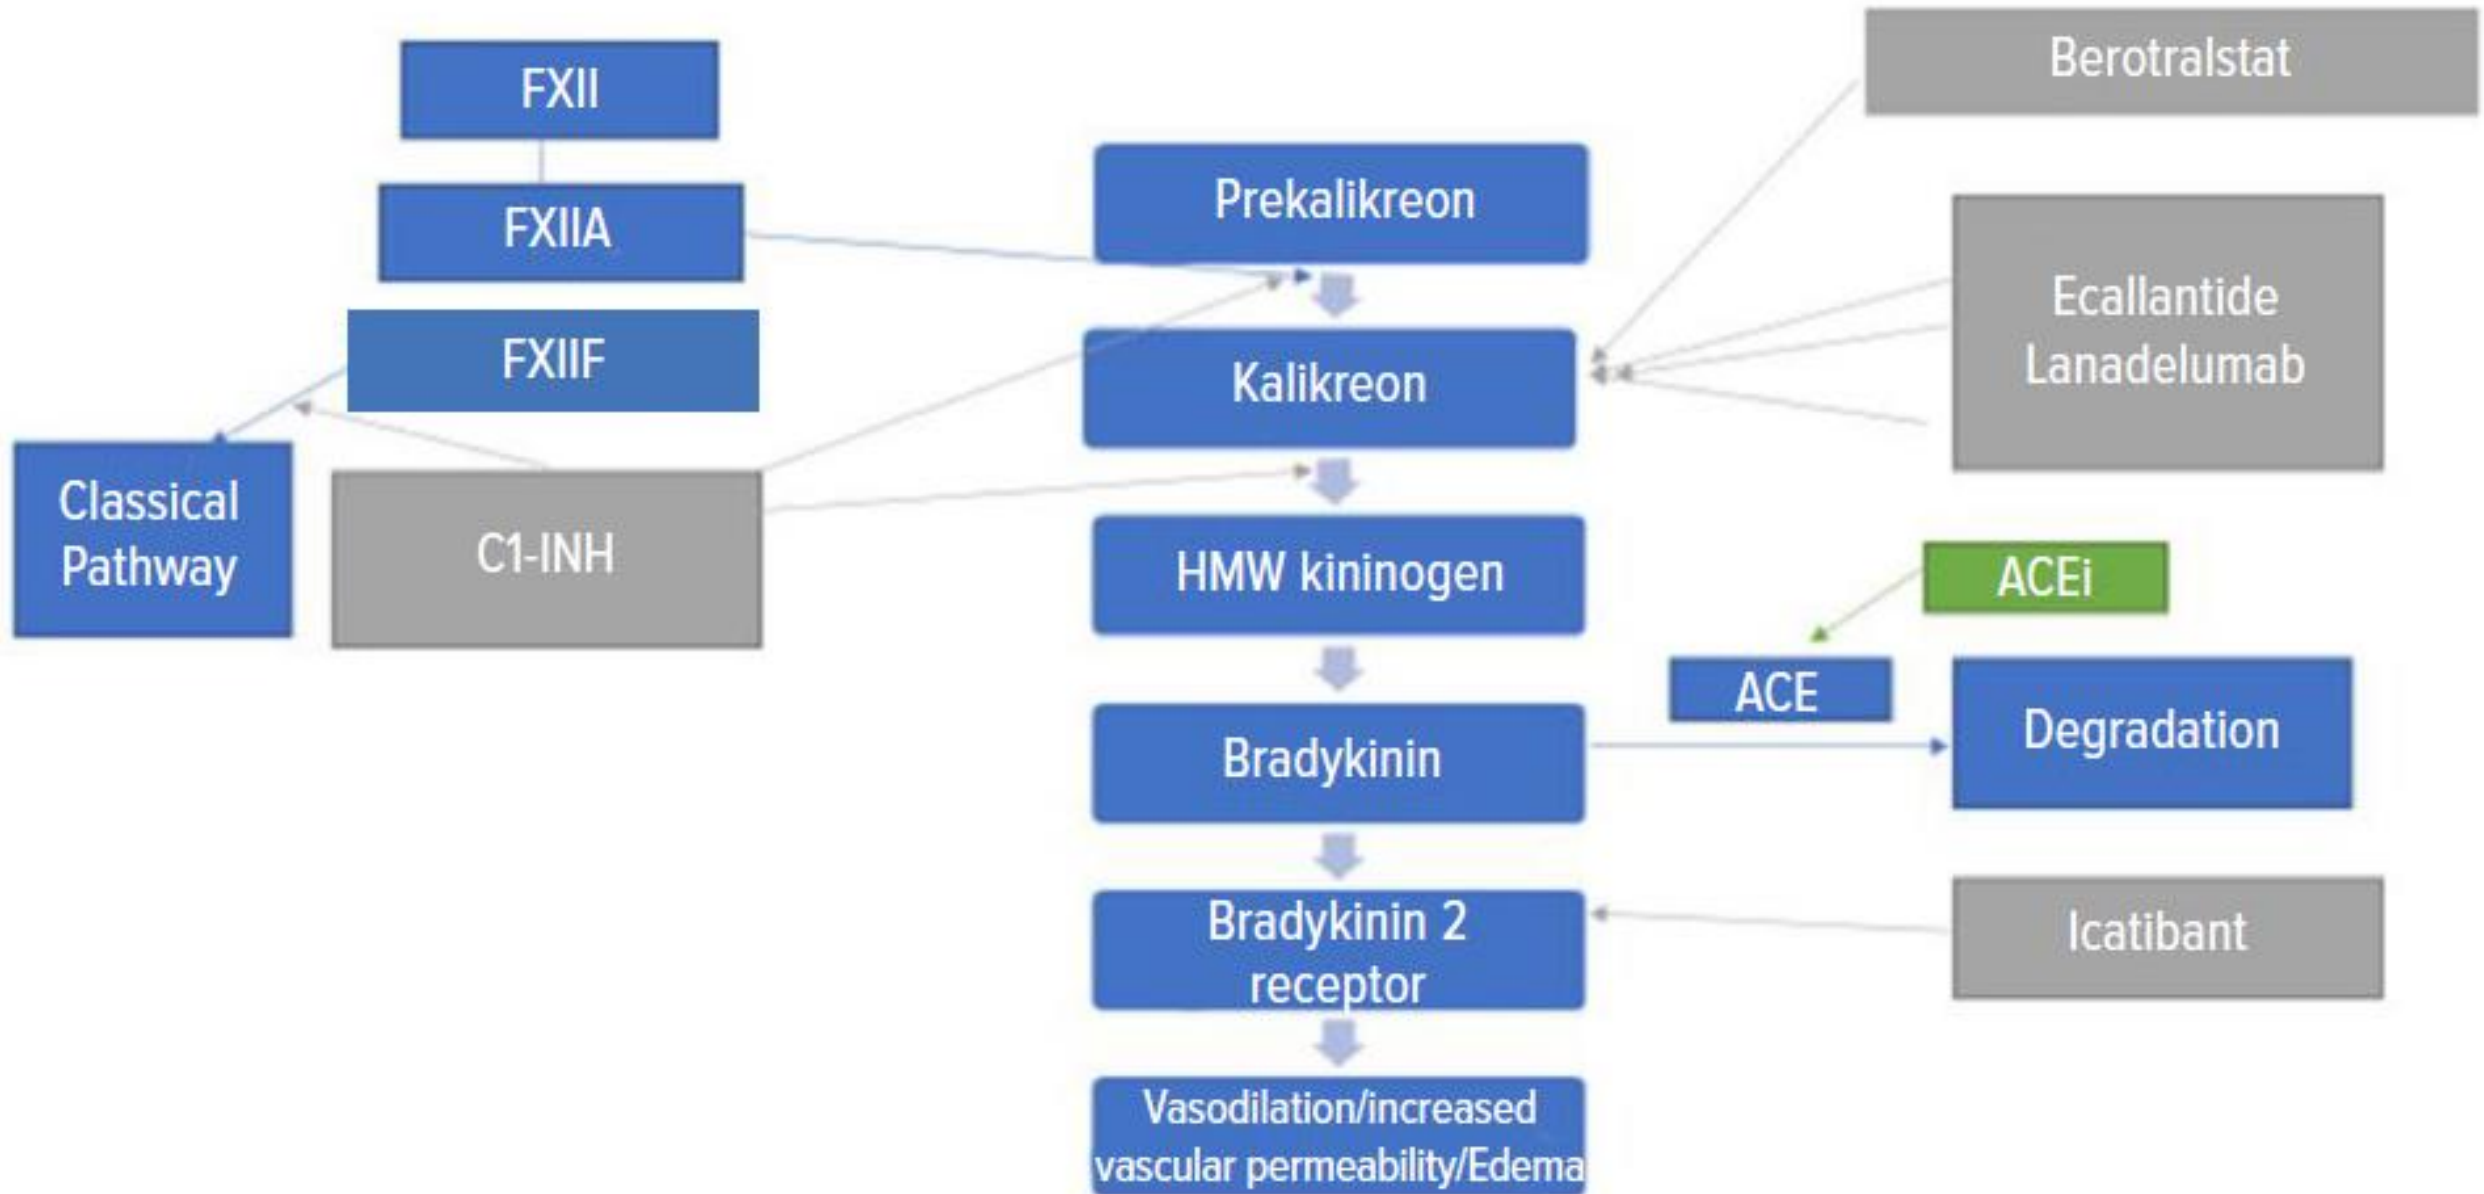 FXII
FXIIA
FXIIF
Classical
Pathway
C1-INH
Prekalikreon
Kalikreon
HMW kininogen
Bradykinin
Bradykinin 2
receptor
Vasodilation/increased
vascular permeability/Edema
Berotralstat
Ecallantide
Lanadelumab
ACEi
ACE
Degradation
Icatibant